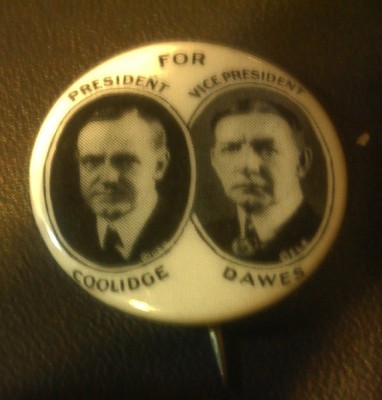 FOR
PRESIDENT
VICE PRESIDENT
COOLIDGE
DAWES